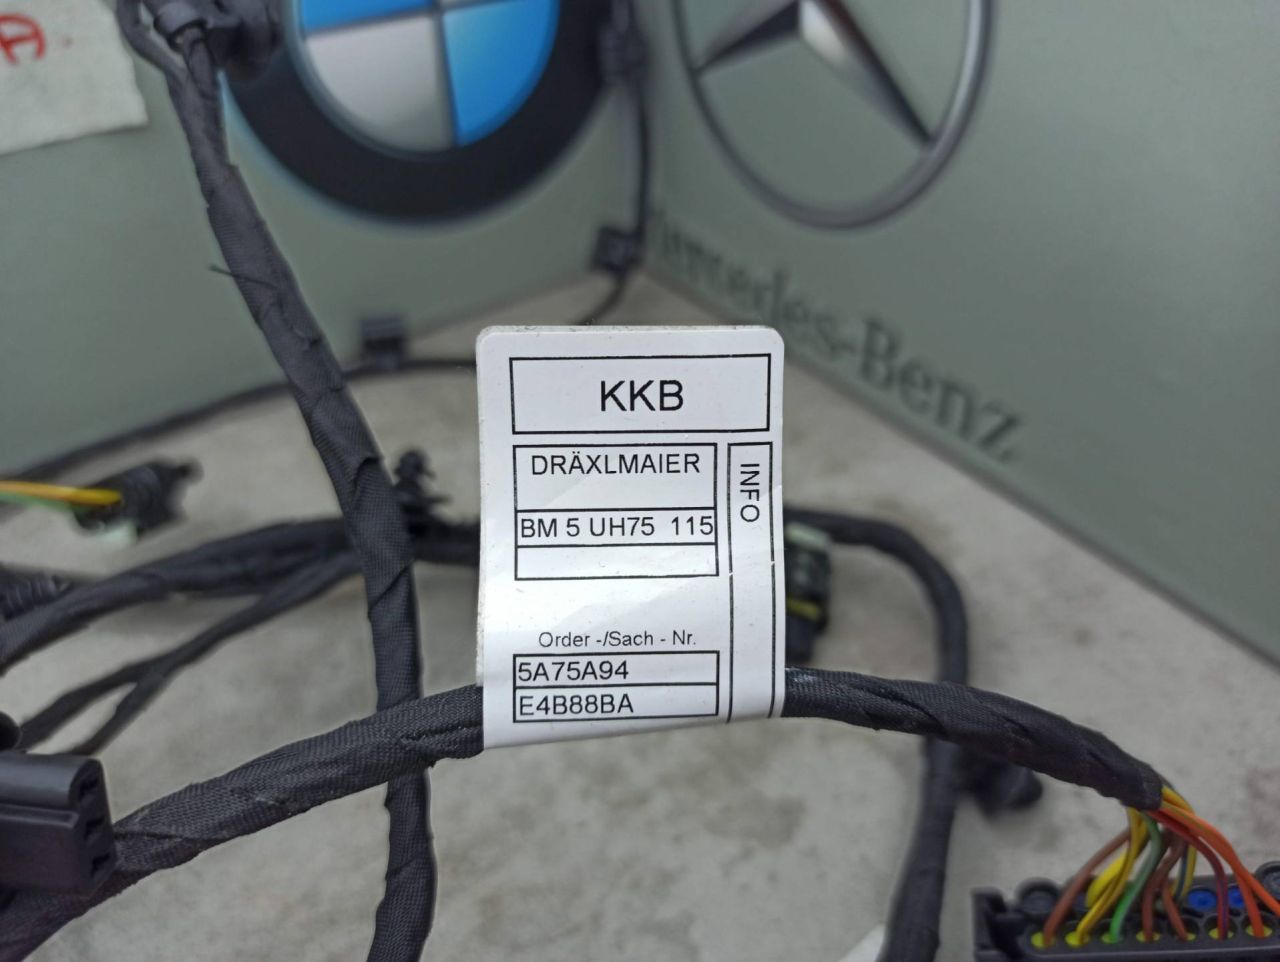 A
Mercedes-Benz
KKB
DRÄXLMAIER
INFO
BM 5 UH75 115
Order -/Sach - Nr.
5A75A94
E4B88BA